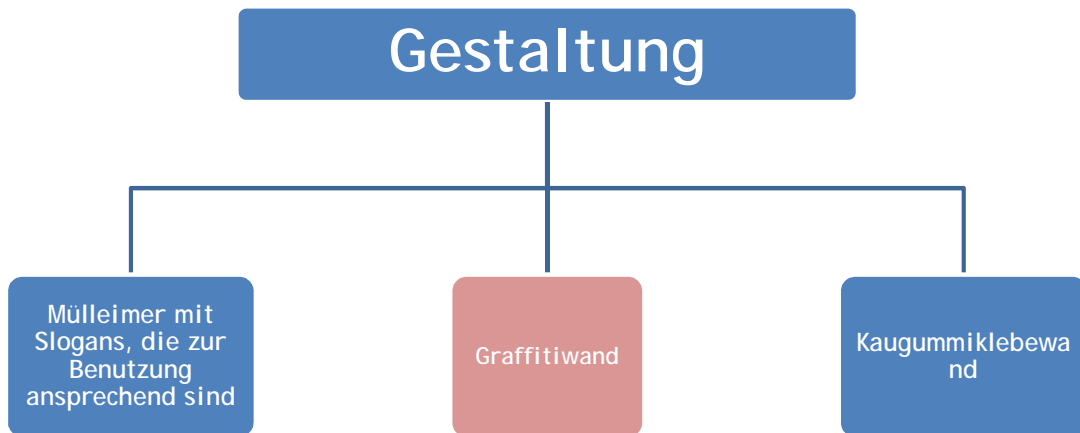 Gestaltung
Mülleimer mit
Slogans, die zur
Benutzung
ansprechend sind
Graffitiwand
Kaugummiklebewa
nd